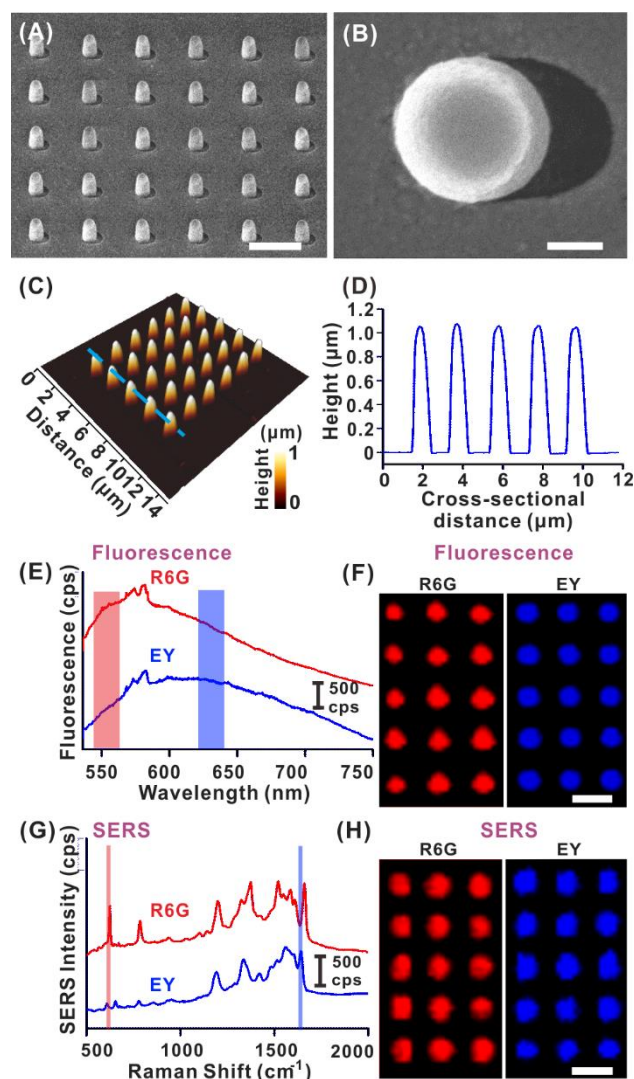 (A)
(B)
(C)
0
2
4
6
8
10
12
14
Distance (μm)
(μm)
1
0
Height
(D)
Height (μm)
1.2
1.0
0.8
0.6
0.4
0.2
0
0 2 4 6 8 10 12
Cross-sectional
distance (μm)
Fluorescence
(E)
R6G
EY
500
cps
Fluorescence (cps)
550 600 650 700 750
Wavelength (nm)
Fluorescence
(F)
R6G EY
SERS
(G)
R6G
EY
500
cps
SERS Intensity (cps)
500 1000 1500 2000
Raman Shift (cm⁻¹)
SERS
(H)
R6G EY